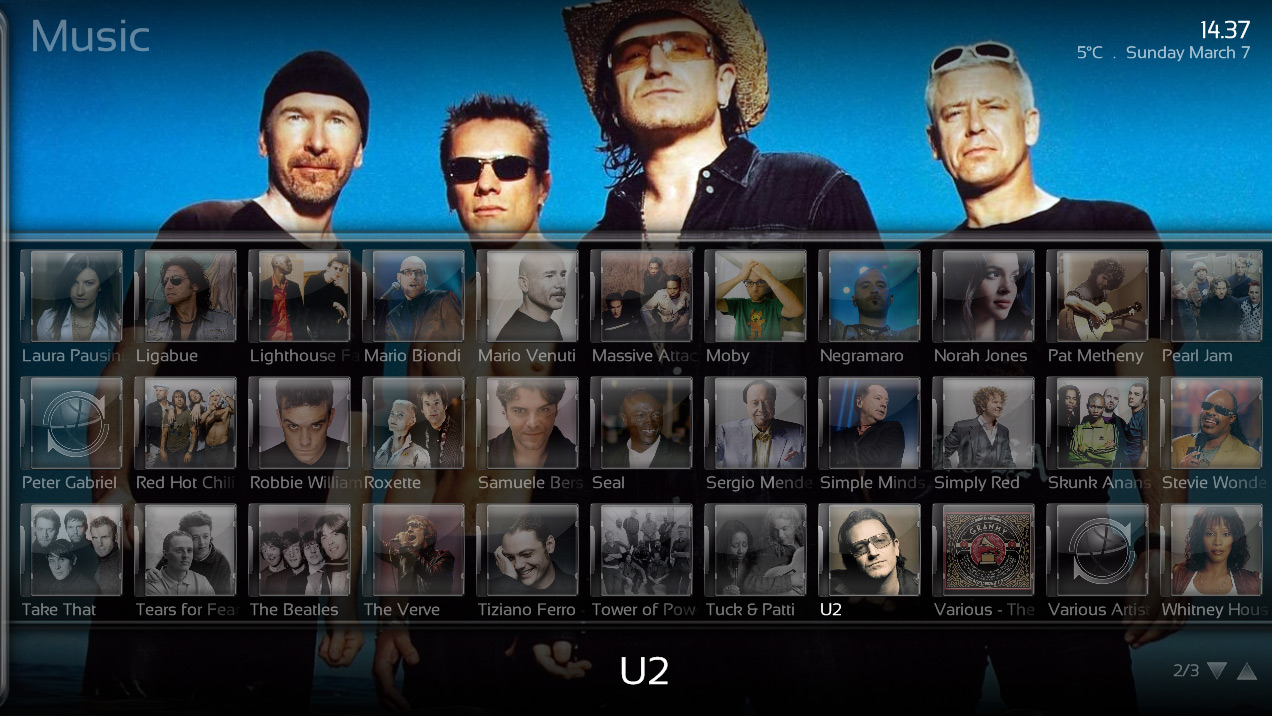 Music
14.37
5°C . Sunday March 7
Laura Pausin
Ligabue
Lighthouse Fa
Mario Biondi
Mario Venuti
Massive Attac
Moby
Negramaro
Norah Jones
Pat Metheny
Pearl Jam
Peter Gabriel
Red Hot Chili
Robbie William
Roxette
Samuele Bers
Seal
Sergio Mende
Simple Minds
Simply Red
Skunk Anans
Stevie Wonde
Take That
Tears for Fear
The Beatles
The Verve
Tiziano Ferro
Tower of Pow
Tuck & Patti
U2
GRAMMY
Various - The
Various Artist
Whitney Hous
U2
2/3